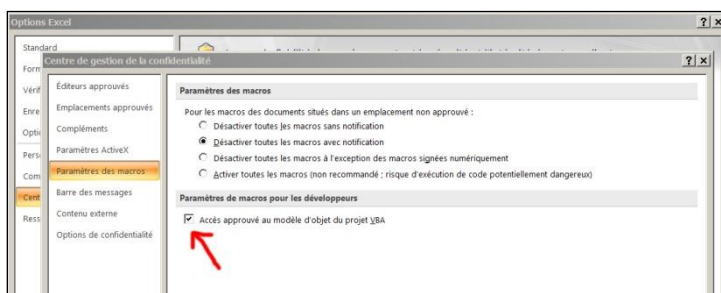 Options Excel
Standard
Centre de gestion de la confidentialité
Éditeurs approuvés
Emplacements approuvés
Compléments
Paramètres ActiveX
Paramètres des macros
Barre des messages
Contenu externe
Options de confidentialité
Paramètres des macros
Pour les macros des documents situés dans un emplacement non approuvé :
Désactiver toutes les macros sans notification
Désactiver toutes les macros avec notification
Désactiver toutes les macros à l'exception des macros signées numériquement
Activer toutes les macros (non recommandé ; risque d'exécution de code potentiellement dangereux)
Paramètres de macros pour les développeurs
Accès approuvé au modèle d'objet du projet VBA